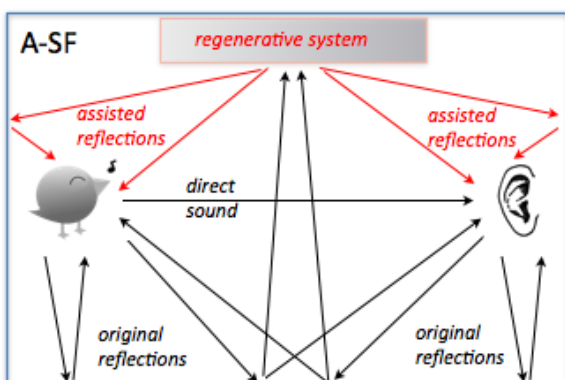 A-SF
regenerative system
assisted
reflections
assisted
reflections
direct
sound
original
reflections
original
reflections